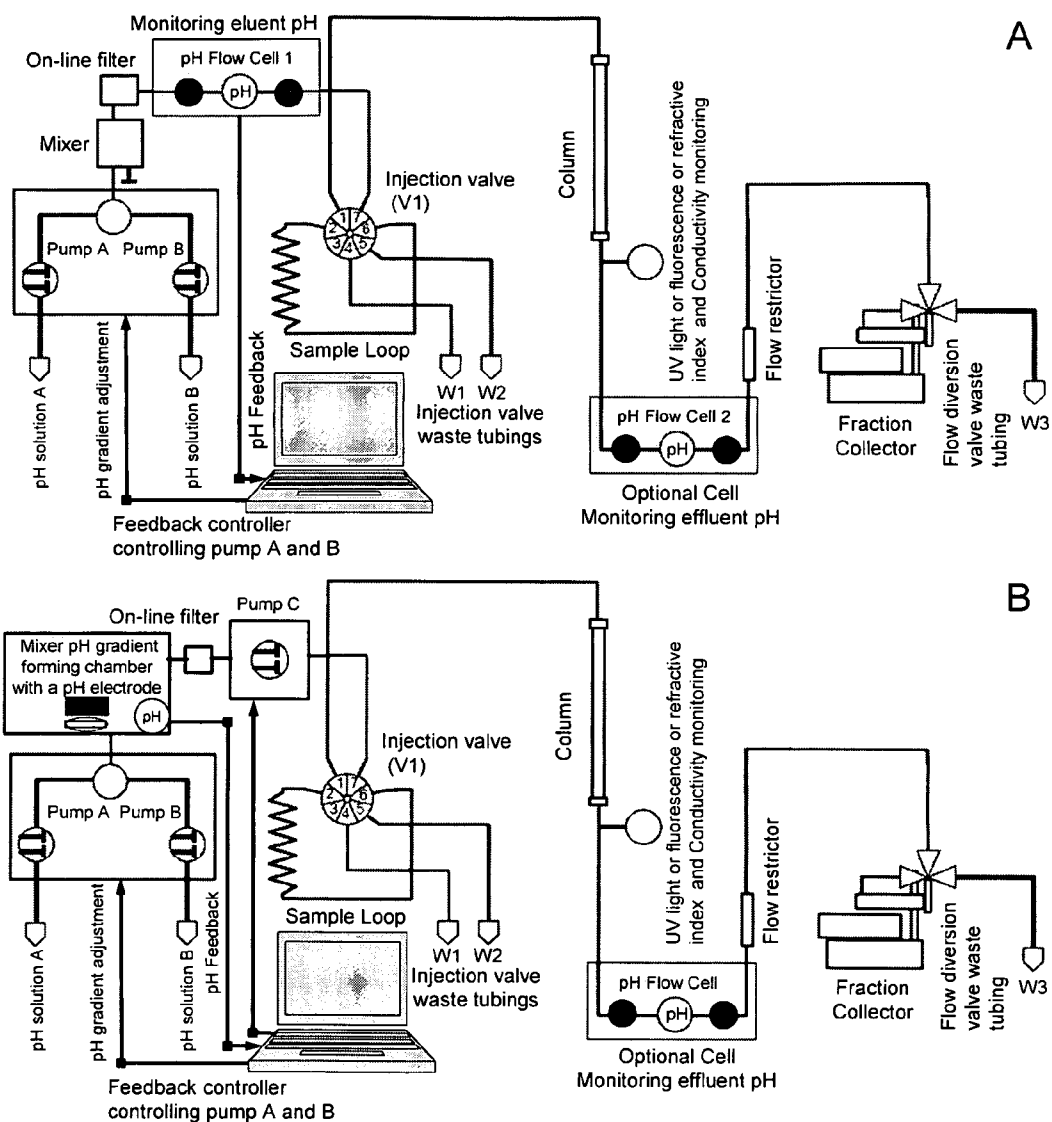 A
Monitoring eluent pH
On-line filter
pH Flow Cell 1
pH
Mixer
Pump A
Pump B
Injection valve
(V1)
1
2
3
4
5
6
7
Column
UV light or fluorescence or refractive
index and Conductivity monitoring
Flow restrictor
pH solution A
pH gradient adjustment
pH solution B
pH Feedback
Sample Loop
W1
W2
Injection valve
waste tubings
pH Flow Cell 2
pH
Optional Cell
Monitoring effluent pH
Fraction
Collector
Flow diversion
valve waste
tubing
W3
Feedback controller
controlling pump A and B
B
Pump C
On-line filter
Mixer pH gradient
forming chamber
with a pH electrode
pH
Pump A
Pump B
Injection valve
(V1)
1
2
3
4
5
6
7
Column
UV light or fluorescence or refractive
index and Conductivity monitoring
Flow restrictor
pH solution A
pH gradient adjustment
pH solution B
pH Feedback
Sample Loop
W1
W2
Injection valve
waste tubings
pH Flow Cell
pH
Optional Cell
Monitoring effluent pH
Fraction
Collector
Flow diversion
valve waste
tubing
W3
Feedback controller
controlling pump A and B